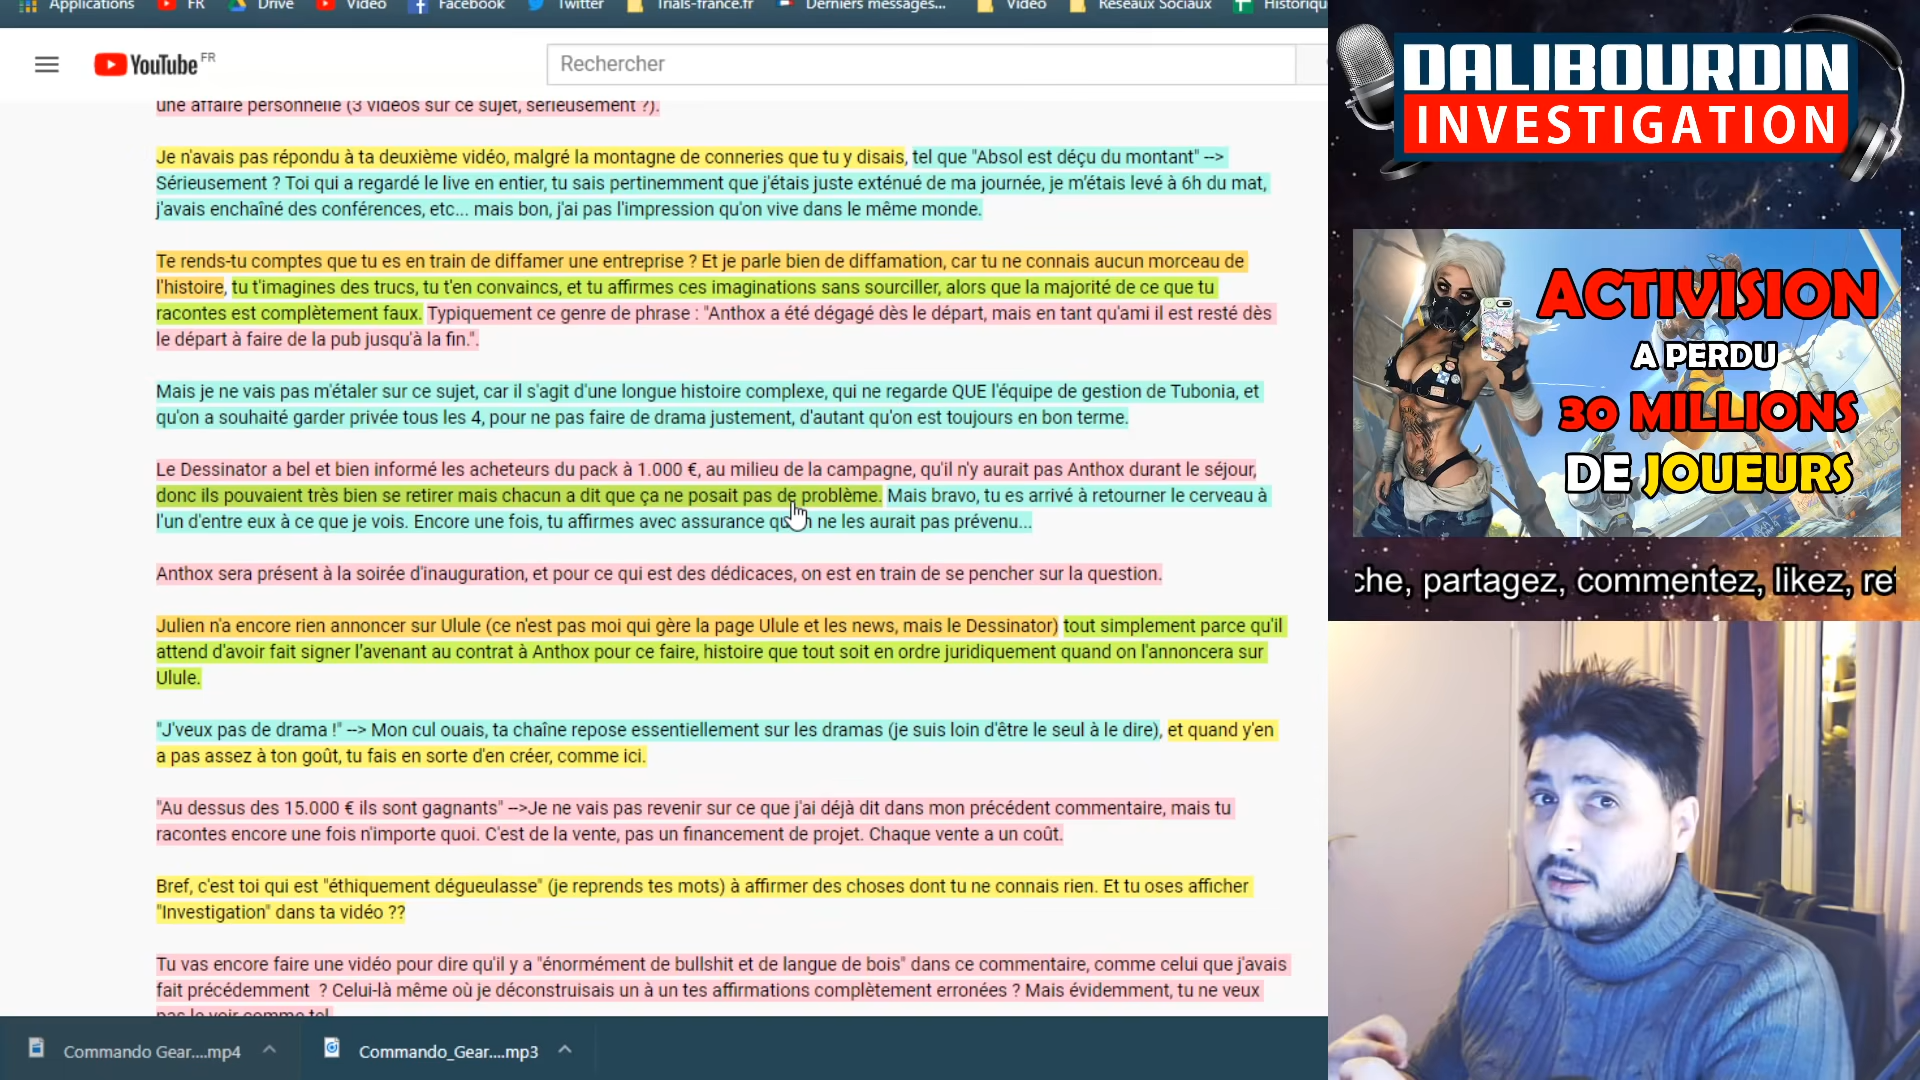 Applications
FR
Drive
Video
Facebook
Twitter
Trials-france.fr
Derniers messages...
Video
Réseaux Sociaux
YouTube FR
Rechercher
une affaire personnelle (3 vidéos sur ce sujet, sérieusement ?).
Je n'avais pas répondu à ta deuxième vidéo, malgré la montagne de conneries que tu y disais, tel que "Absol est déçu du montant" -->
Sérieusement ? Toi qui a regardé le live en entier, tu sais pertinemment que j'étais juste exténué de ma journée, je m'étais levé à 6h du mat,
j'avais enchaîné des conférences, etc... mais bon, j'ai pas l'impression qu'on vive dans le même monde.
Te rends-tu comptes que tu es en train de diffamer une entreprise ? Et je parle bien de diffamation, car tu ne connais aucun morceau de
l'histoire, tu t'imagines des trucs, tu t'en convaincs, et tu affirmes ces imaginations sans sourciller, alors que la majorité de ce que tu
racontes est complètement faux. Typiquement ce genre de phrase : "Anthox a été dégagé dès le départ, mais en tant qu'ami il est resté dès
le départ à faire de la pub jusqu'à la fin.".
Mais je ne vais pas m'étaler sur ce sujet, car il s'agit d'une longue histoire complexe, qui ne regarde QUE l'équipe de gestion de Tubonia, et
qu'on a souhaité garder privée tous les 4, pour ne pas faire de drama justement, d'autant qu'on est toujours en bon terme.
Le Dessinator a bel et bien informé les acheteurs du pack à 1.000 €, au milieu de la campagne, qu'il n'y aurait pas Anthox durant le séjour,
donc ils pouvaient très bien se retirer mais chacun a dit que ça ne posait pas de problème. Mais bravo, tu es arrivé à retourner le cerveau à
l'un d'entre eux à ce que je vois. Encore une fois, tu affirmes avec assurance ne les aurait pas prévenu...
Anthox sera présent à la soirée d'inauguration, et pour ce qui est des dédicaces, on est en train de se pencher sur la question.
Julien n'a encore rien annoncer sur Ulule (ce n'est pas moi qui gère la page Ulule et les news, mais le Dessinator) tout simplement parce qu'il
attend d'avoir fait signer l'avenant au contrat à Anthox pour ce faire, histoire que tout soit en ordre juridiquement quand on l'annoncera sur
Ulule.
"J'veux pas de drama !" --> Mon cul ouais, ta chaîne repose essentiellement sur les dramas (je suis loin d'être le seul à le dire), et quand y'en
a pas assez à ton goût, tu fais en sorte d'en créer, comme ici.
"Au dessus des 15.000 € ils sont gagnants" -->Je ne vais pas revenir sur ce que j'ai déjà dit dans mon précédent commentaire, mais tu
racontes encore une fois n'importe quoi. C'est de la vente, pas un financement de projet. Chaque vente a un coût.
Bref, c'est toi qui est "éthiquement dégueulasse" (je reprends tes mots) à affirmer des choses dont tu ne connais rien. Et tu oses afficher
"Investigation" dans ta vidéo ??
Tu vas encore faire une vidéo pour dire qu'il y a "énormément de bullshit et de langue de bois" dans ce commentaire, comme celui que j'avais
fait précédemment ? Celui-là même où je déconstruisais un à un tes affirmations complètement erronées ? Mais évidemment, tu ne veux
pas le voir comme tel.
Commando Gear....mp4
Commando_Gear....mp3
DALIBOURDIN
INVESTIGATION
ACTIVISION
A PERDU
30 MILLIONS
DE JOUEURS
che, partagez, commentez, likez, re